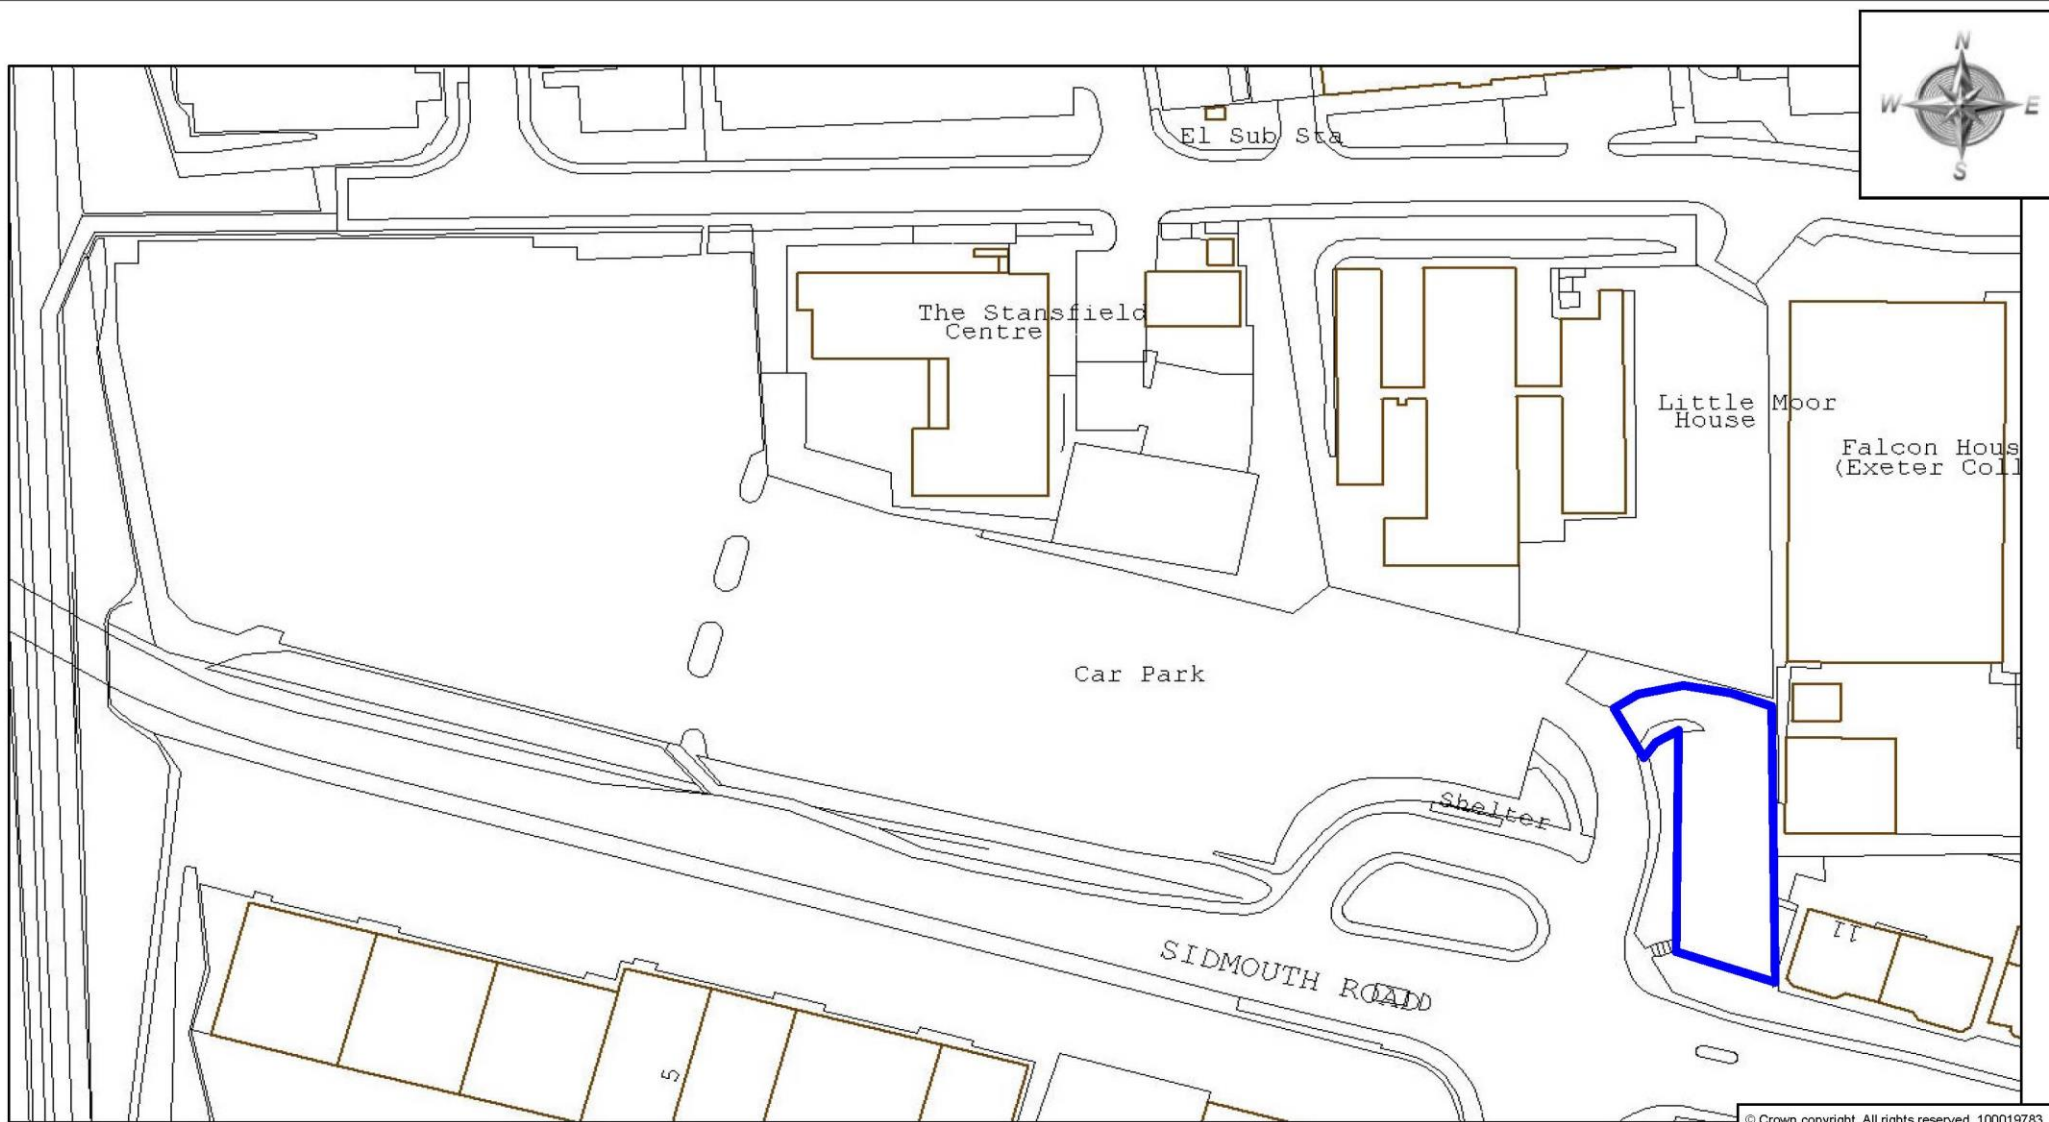 N
W E
S
El Sub Sta
The Stansfield
Centre
Little Moor
House
Falcon Hous
(Exeter Coll
Car Park
Shelter
11
SIDMOUTH ROAD
5
© Crown copyright. All rights reserved. 100019783